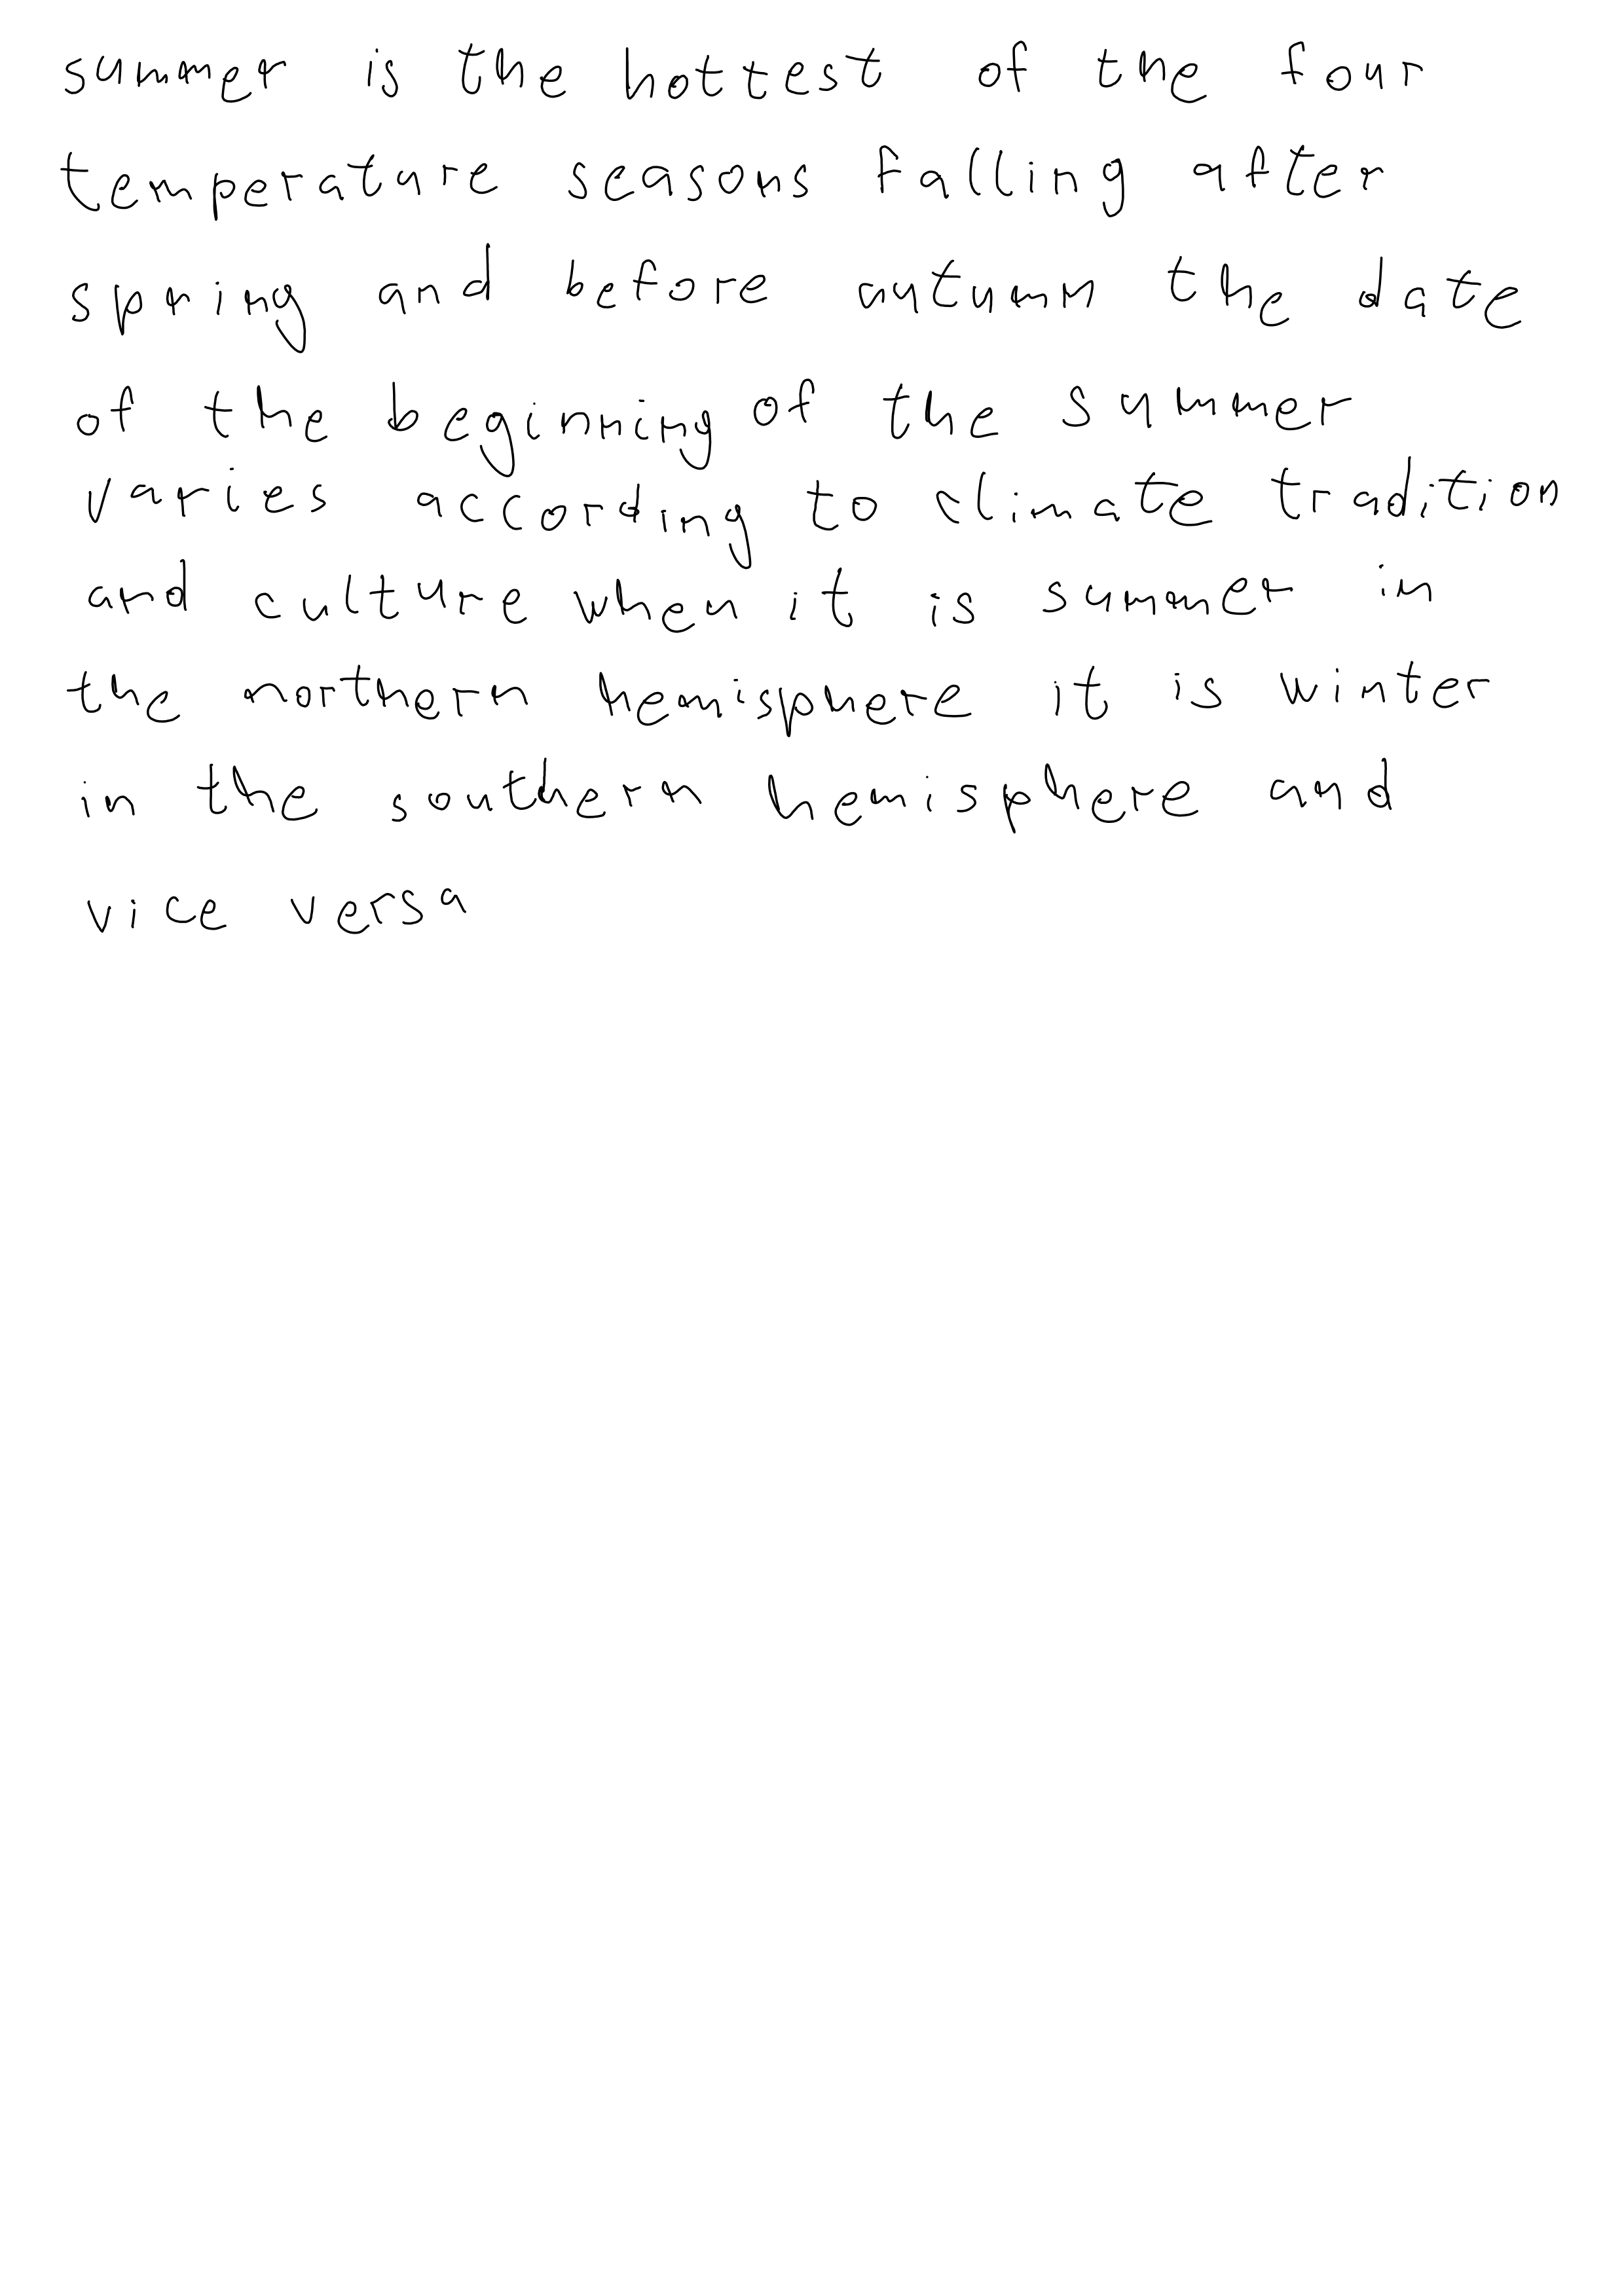 summer is the hottest of the four
temperature seasons falling after
spring and before autumn the date
of the beginning of the summer
varies according to climate tradition
and culture when it is summer in
the northern hemisphere it is winter
in the southern hemisphere and
vice versa